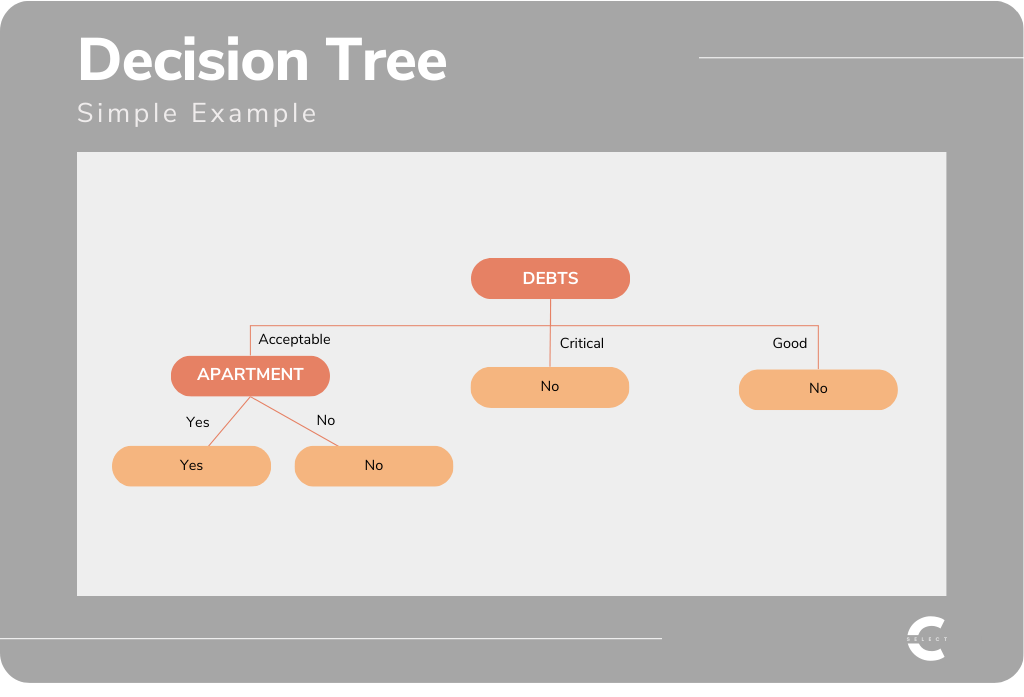 Decision Tree
Simple Example
DEBTS
Acceptable
Critical
Good
APARTMENT
No
No
Yes
No
Yes
No
SELECT